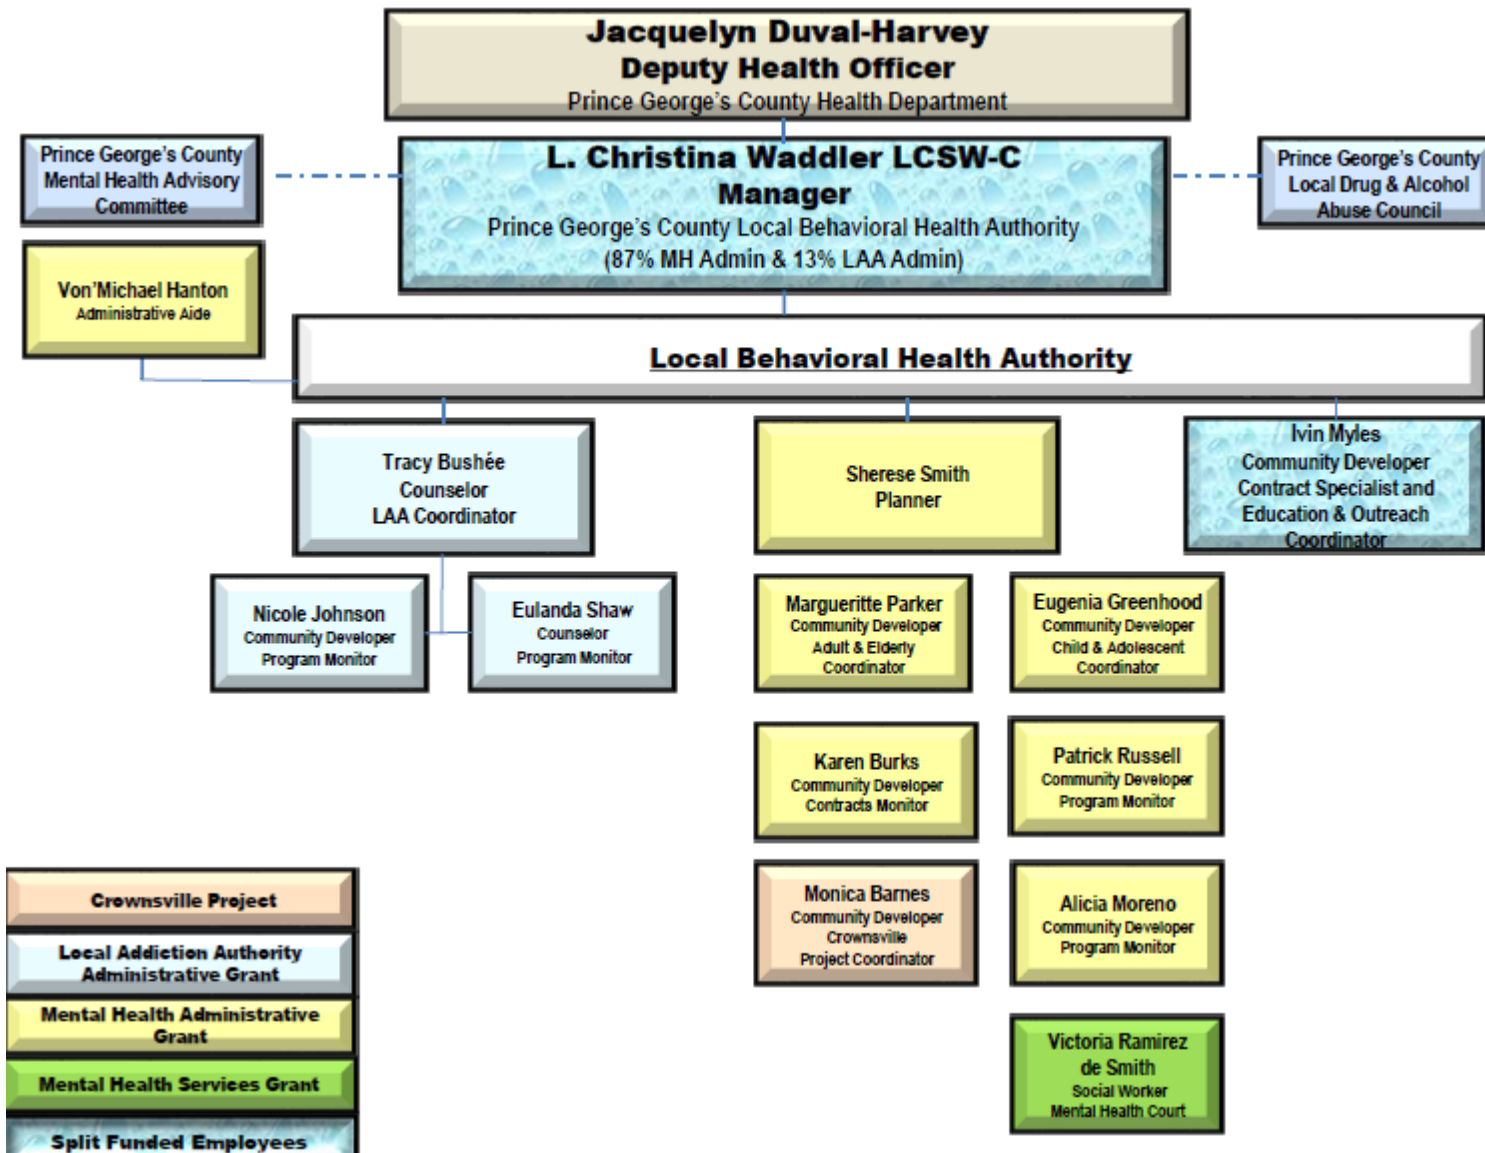 Jacquelyn Duval-Harvey
Deputy Health Officer
Prince George's County Health Department
Prince George's County
Mental Health Advisory
Committee
L. Christina Waddler LCSW-C
Manager
Prince George's County Local Behavioral Health Authority
(87% MH Admin & 13% LAA Admin)
Prince George's County
Local Drug & Alcohol
Abuse Council
Von'Michael Hanton
Administrative Aide
Local Behavioral Health Authority
Tracy Bushée
Counselor
LAA Coordinator
Sherese Smith
Planner
Ivin Myles
Community Developer
Contract Specialist and
Education & Outreach
Coordinator
Nicole Johnson
Community Developer
Program Monitor
Eulanda Shaw
Counselor
Program Monitor
Margueritte Parker
Community Developer
Adult & Elderly
Coordinator
Eugenia Greenhood
Community Developer
Child & Adolescent
Coordinator
Karen Burks
Community Developer
Contracts Monitor
Patrick Russell
Community Developer
Program Monitor
Monica Barnes
Community Developer
Crownsville
Project Coordinator
Alicia Moreno
Community Developer
Program Monitor
Victoria Ramirez
de Smith
Social Worker
Mental Health Court
Crownsville Project
Local Addiction Authority
Administrative Grant
Mental Health Administrative
Grant
Mental Health Services Grant
Split Funded Employees